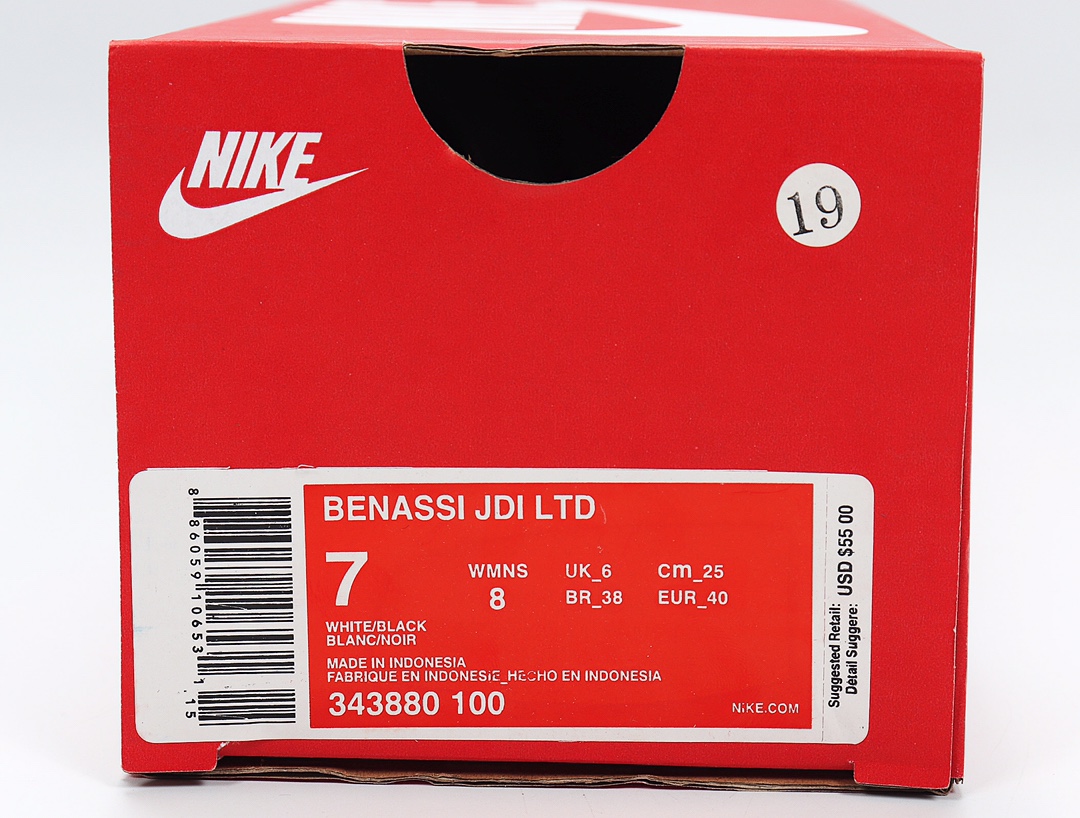 NIKE
19
BENASSI JDI LTD
7
WMNS
8
UK_6
BR_38
cm_25
EUR_40
WHITE/BLACK
BLANC/NOIR
MADE IN INDONESIA
FABRIQUE EN INDONESIE_HECHO EN INDONESIA
343880 100
NiKE.COM
8 86059 10653 1 15
Suggested Retail:
Détail Suggere: USD $55 00